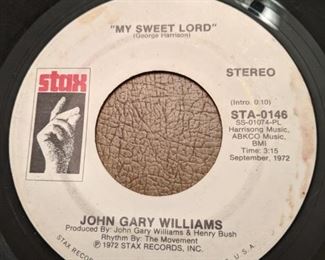 "MY SWEET LORD"
(George Harrison)
stax
STEREO
(Intro. 0:10)
STA-0146
SS-01074-PL
Harrisong Music,
ABKCO Music,
BMI
Time: 3:15
September, 1972
JOHN GARY WILLIAMS
Produced By: John Gary Williams & Henry Bush
Rhythm By: The Movement
Ⓟ 1972 STAX RECORDS, INC.
STAX RECORDS
U.S.A.